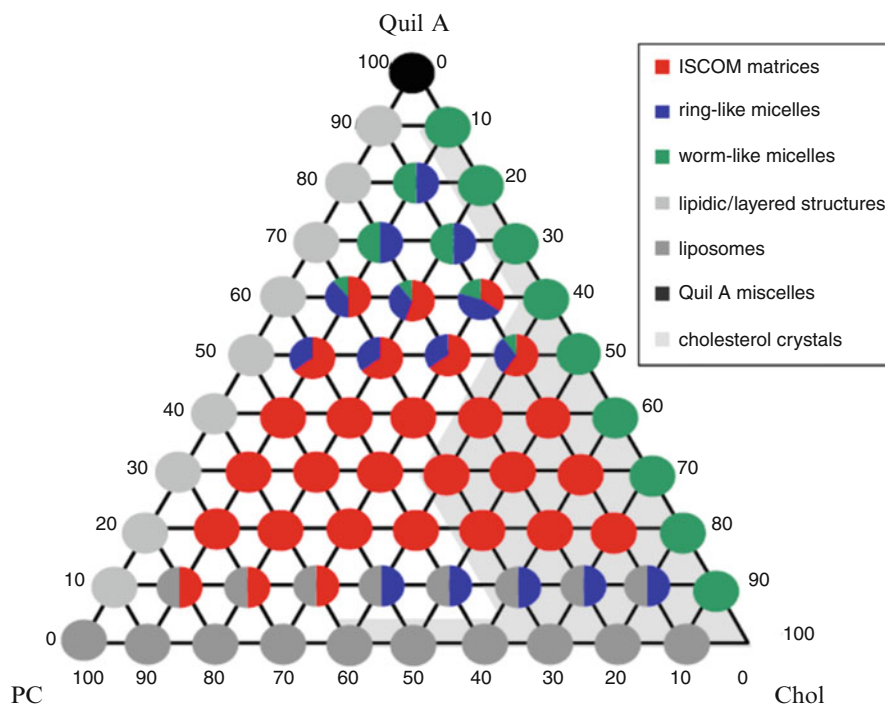 Quil A
100 0
90 10
80 20
70 30
60 40
50 50
40 60
30 70
20 80
10 90
0 100
100 90 80 70 60 50 40 30 20 10 0
PC Chol
ISCOM matrices
ring-like micelles
worm-like micelles
lipidic/layered structures
liposomes
Quil A miscelles
cholesterol crystals